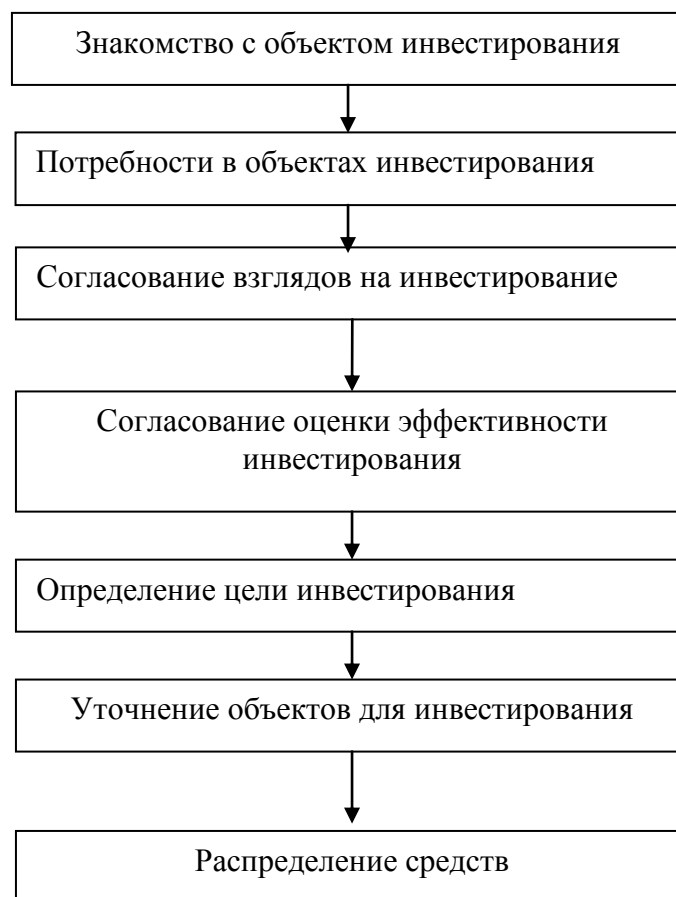 Знакомство с объектом инвестирования
Потребности в объектах инвестирования
Согласование взглядов на инвестирование
Согласование оценки эффективности
инвестирования
Определение цели инвестирования
Уточнение объектов для инвестирования
Распределение средств